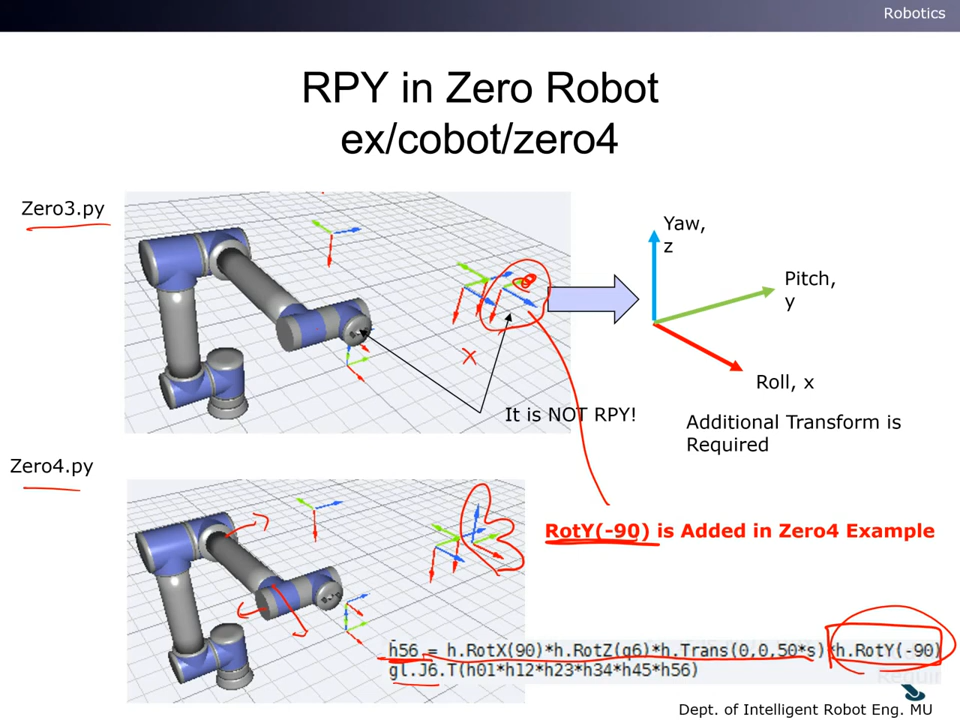 Robotics
RPY in Zero Robot
ex/cobot/zero4
Zero3.py
Yaw,
z
Pitch,
y
Roll, x
x
It is NOT RPY!
Additional Transform is
Required
Zero4.py
RotY(-90) is Added in Zero4 Example
h56 = h.RotX(90)*h.RotZ(q6)*h.Trans(0,0,50*s)*h.RotY(-90)
gl.J6.T(h01*h12*h23*h34*h45*h56)
Dept. of Intelligent Robot Eng. MU